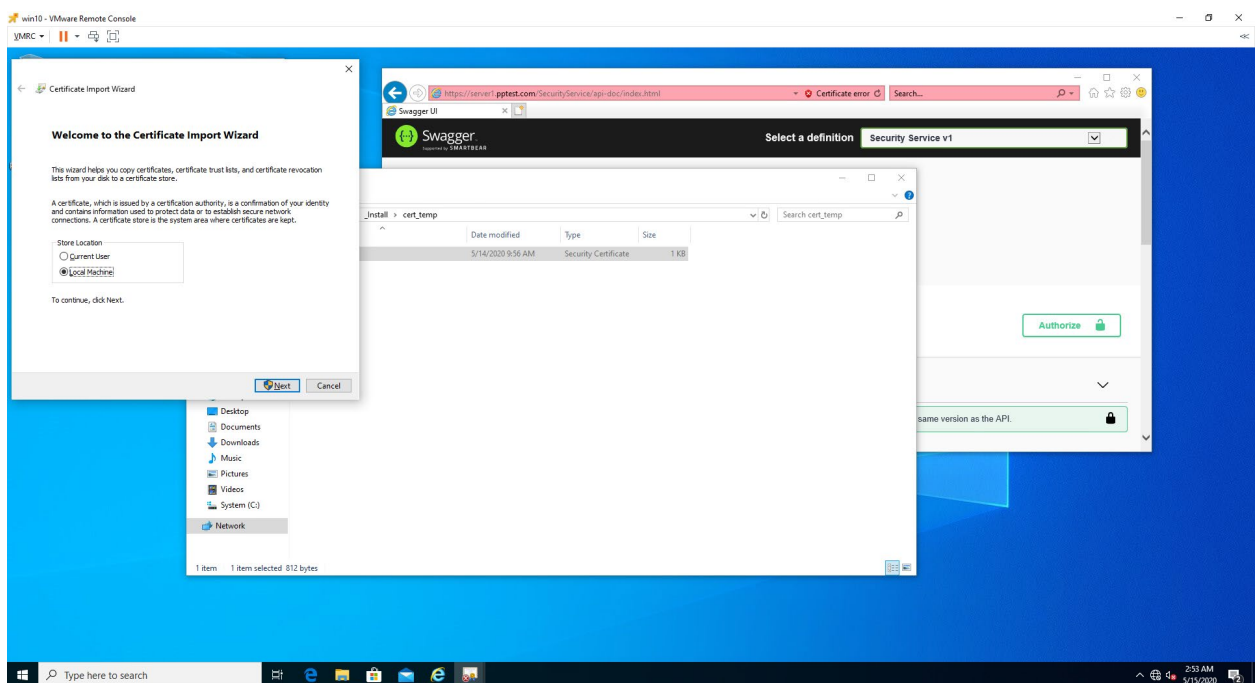 win10 - VMware Remote Console
VMRC
Certificate Import Wizard
Welcome to the Certificate Import Wizard
This wizard helps you copy certificates, certificate trust lists, and certificate revocation
lists from your disk to a certificate store.
A certificate, which is issued by a certification authority, is a confirmation of your identity
and contains information used to protect data or to establish secure network
connections. A certificate store is the system area where certificates are kept.
Store Location
Current User
Local Machine
To continue, click Next.
Next
Cancel
https://server1.pptest.com/SecurityService/api-doc/index.html
Certificate error
Search...
Swagger UI
Swagger
Supported by SMARTBEAR
Select a definition
Security Service v1
Authorize
same version as the API.
_Install > cert_temp
Search cert_temp
Date modified
Type
Size
5/14/2020 9:56 AM
Security Certificate
1 KB
Desktop
Documents
Downloads
Music
Pictures
Videos
System (C:)
Network
1 item
1 item selected 812 bytes
Type here to search
2:53 AM
5/15/2020
2